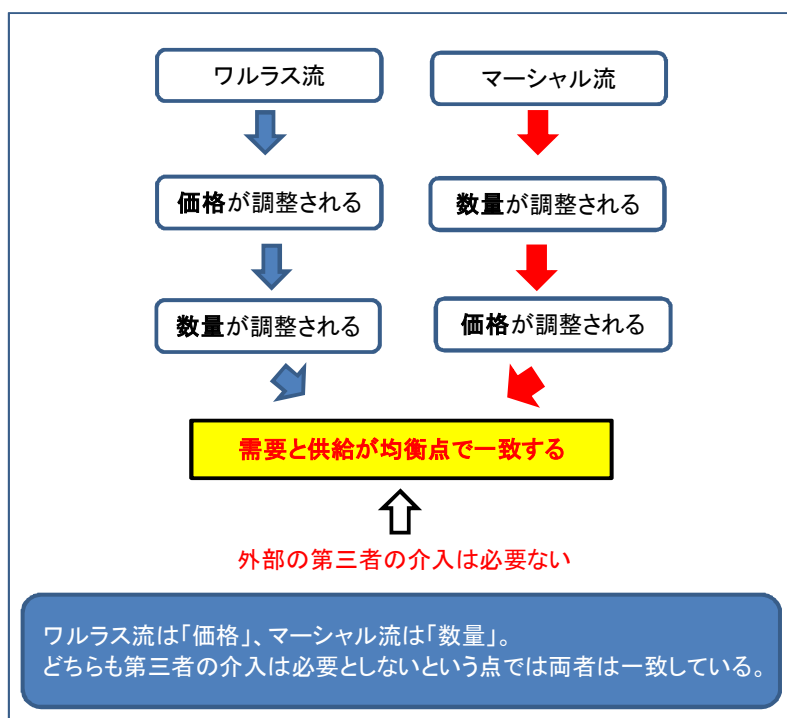 ワルラス流
マーシャル流
価格が調整される
数量が調整される
数量が調整される
価格が調整される
需要と供給が均衡点で一致する
外部の第三者の介入は必要ない
ワルラス流は「価格」、マーシャル流は「数量」。
どちらも第三者の介入は必要としないという点では両者は一致している。